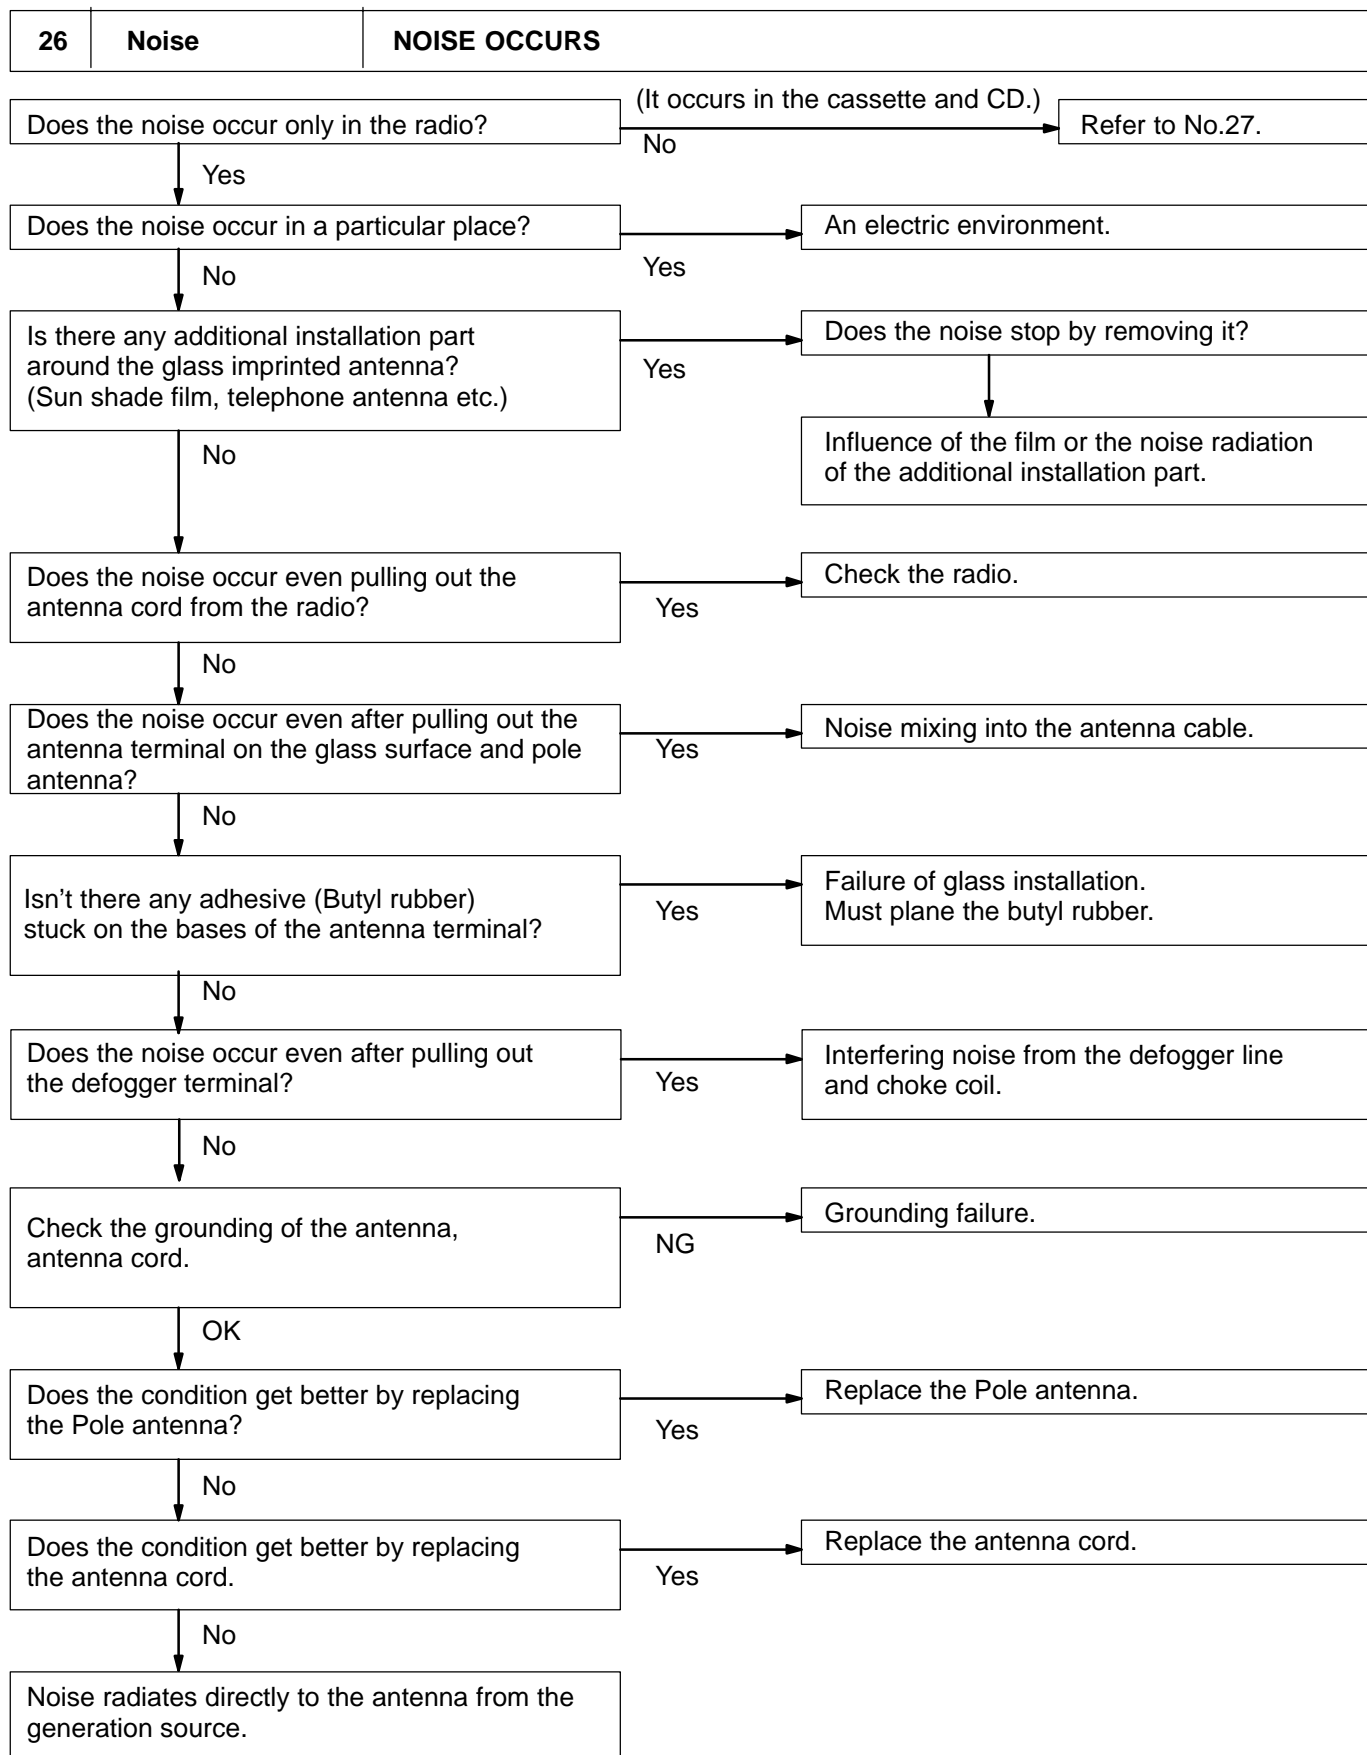 26 Noise NOISE OCCURS
(It occurs in the cassette and CD.)
Does the noise occur only in the radio?
No
Refer to No.27.
Yes
Does the noise occur in a particular place?
Yes
An electric environment.
No
Is there any additional installation part
around the glass imprinted antenna?
(Sun shade film, telephone antenna etc.)
Yes
Does the noise stop by removing it?
Influence of the film or the noise radiation
of the additional installation part.
No
Does the noise occur even pulling out the
antenna cord from the radio?
Yes
Check the radio.
No
Does the noise occur even after pulling out the
antenna terminal on the glass surface and pole
antenna?
Yes
Noise mixing into the antenna cable.
No
Isn't there any adhesive (Butyl rubber)
stuck on the bases of the antenna terminal?
Yes
Failure of glass installation.
Must plane the butyl rubber.
No
Does the noise occur even after pulling out
the defogger terminal?
Yes
Interfering noise from the defogger line
and choke coil.
No
Check the grounding of the antenna,
antenna cord.
NG
Grounding failure.
OK
Does the condition get better by replacing
the Pole antenna?
Yes
Replace the Pole antenna.
No
Does the condition get better by replacing
the antenna cord.
Yes
Replace the antenna cord.
No
Noise radiates directly to the antenna from the
generation source.